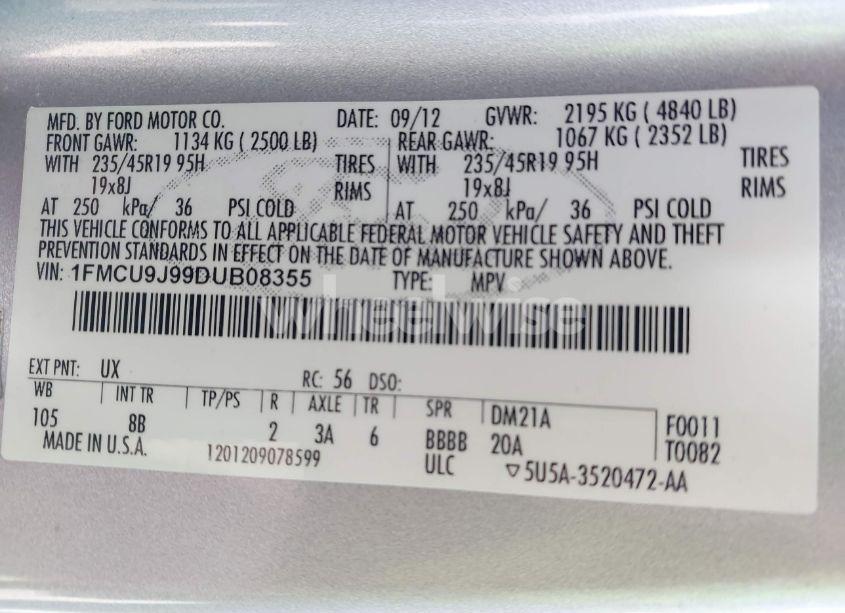 MFD. BY FORD MOTOR CO. DATE: 09/12 GVWR: 2195 KG ( 4840 LB)
FRONT GAWR: 1134 KG ( 2500 LB) REAR GAWR: 1067 KG ( 2352 LB)
WITH 235/45R19 95H TIRES WITH 235/45R19 95H TIRES
19x8J RIMS 19x8J RIMS
AT 250 kPa/ 36 PSI COLD AT 250 kPa/ 36 PSI COLD
THIS VEHICLE CONFORMS TO ALL APPLICABLE FEDERAL MOTOR VEHICLE SAFETY AND THEFT
PREVENTION STANDARDS IN EFFECT ON THE DATE OF MANUFACTURE SHOWN ABOVE.
VIN: 1FMCU9J99DUB08355 TYPE: MPV
Wheelwise
EXT PNT: UX RC: 56 DSO:
WB INT TR TP/PS R AXLE TR SPR DM21A F0011
105 8B 2 3A 6 BBBB 20A T0082
MADE IN U.S.A. 1201209078599 ULC ▽5U5A-3520472-AA